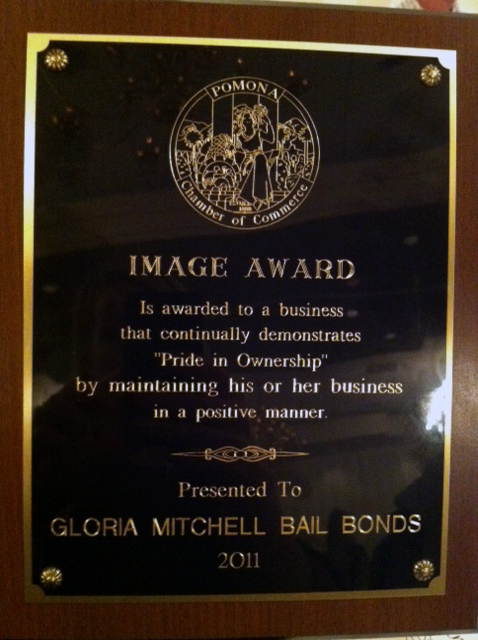 POMONA
Chamber of Commerce
IMAGE AWARD
Is awarded to a business
that continually demonstrates
"Pride in Ownership"
by maintaining his or her business
in a positive manner.
Presented To
GLORIA MITCHELL BAIL BONDS
2011